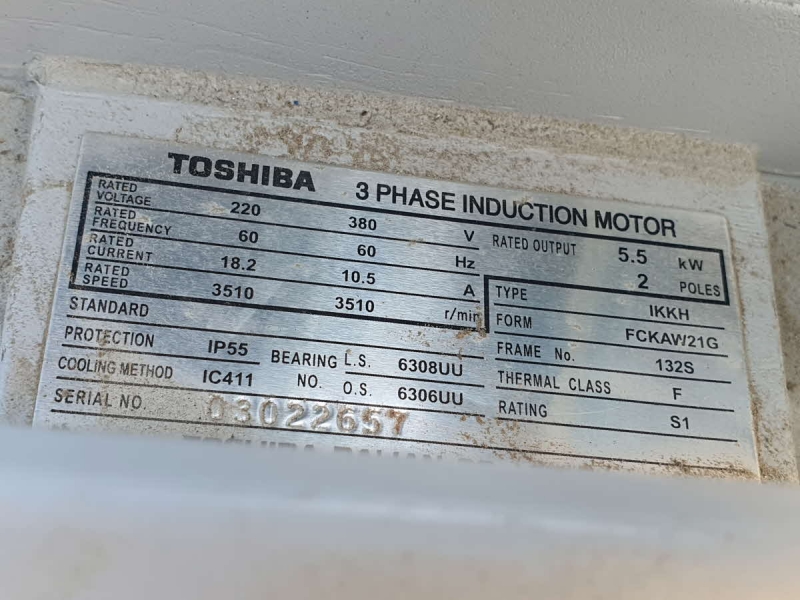 TOSHIBA 3 PHASE INDUCTION MOTOR
RATED VOLTAGE 220 380 V
RATED FREQUENCY 60 60 Hz
RATED CURRENT 18.2 10.5 A
RATED SPEED 3510 3510 r/min
RATED OUTPUT 5.5 kW
2 POLES
TYPE IKKH
FORM FCKAW/21G
FRAME No. 132S
THERMAL CLASS F
RATING S1
STANDARD
PROTECTION IP55
COOLING METHOD IC411
BEARING NO. L.S. 6308UU
O.S. 6306UU
SERIAL NO. 03022657